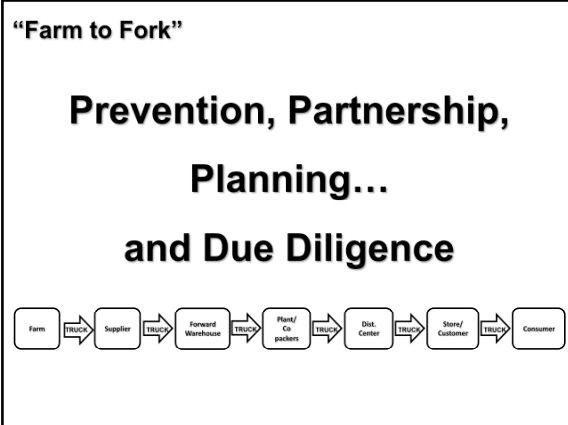 “Farm to Fork”
Prevention, Partnership,
Planning…
and Due Diligence
Farm
TRUCK
Supplier
TRUCK
Forward
Warehouse
TRUCK
Plant/
Co
packers
TRUCK
Dist.
Center
TRUCK
Store/
Customer
TRUCK
Consumer